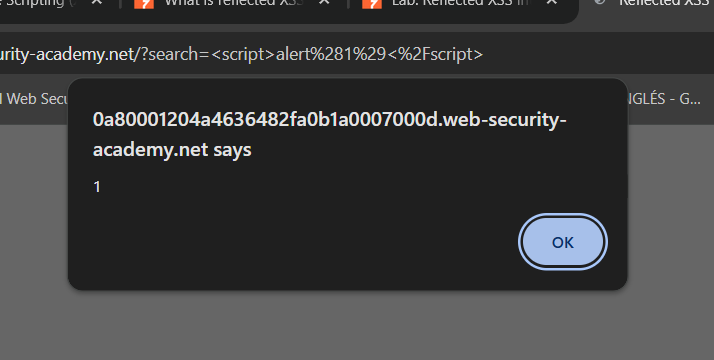 What is reflected XSS
Lab: Reflected XSS in
Reflected XSS
urity-academy.net/?search=<script>alert%281%29<%2Fscript>
l Web Secu
NGLÉS - G...
0a80001204a4636482fa0b1a0007000d.web-security-
academy.net says
1
OK